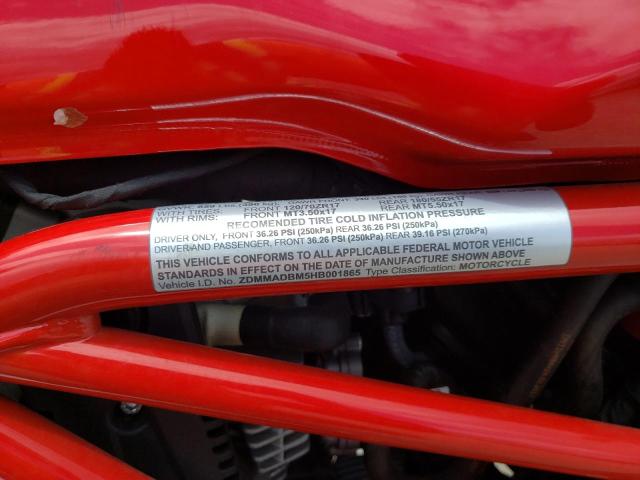 WITH TIRES: FRONT 120/70ZR17 REAR 180/55ZR17
WITH RIMS: FRONT MT3.50x17 REAR MT5.50x17
RECOMENDED TIRE COLD INFLATION PRESSURE
DRIVER ONLY, FRONT 36.26 PSI (250kPa) REAR 36.26 PSI (250kPa)
DRIVER AND PASSENGER, FRONT 36.26 PSI (250kPa) REAR 39.16 PSI (270kPa)
THIS VEHICLE CONFORMS TO ALL APPLICABLE FEDERAL MOTOR VEHICLE
STANDARDS IN EFFECT ON THE DATE OF MANUFACTURE SHOWN ABOVE
Vehicle I.D. No. ZDMMADBM5HB001865 Type Classification: MOTORCYCLE